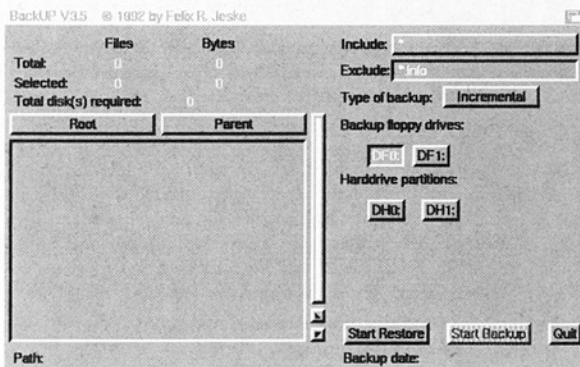 BackUP V3.5 © 1992 by Felix R. Jeske
Files Bytes
Total: 0 0
Selected: 0 0
Total disk(s) required: 0
Root Parent
Path:
Include: *
Exclude: *.info
Type of backup: Incremental
Backup floppy drives:
DF0: DF1:
Harddrive partitions:
DH0: DH1:
Start Restore Start Backup Quit
Backup date: